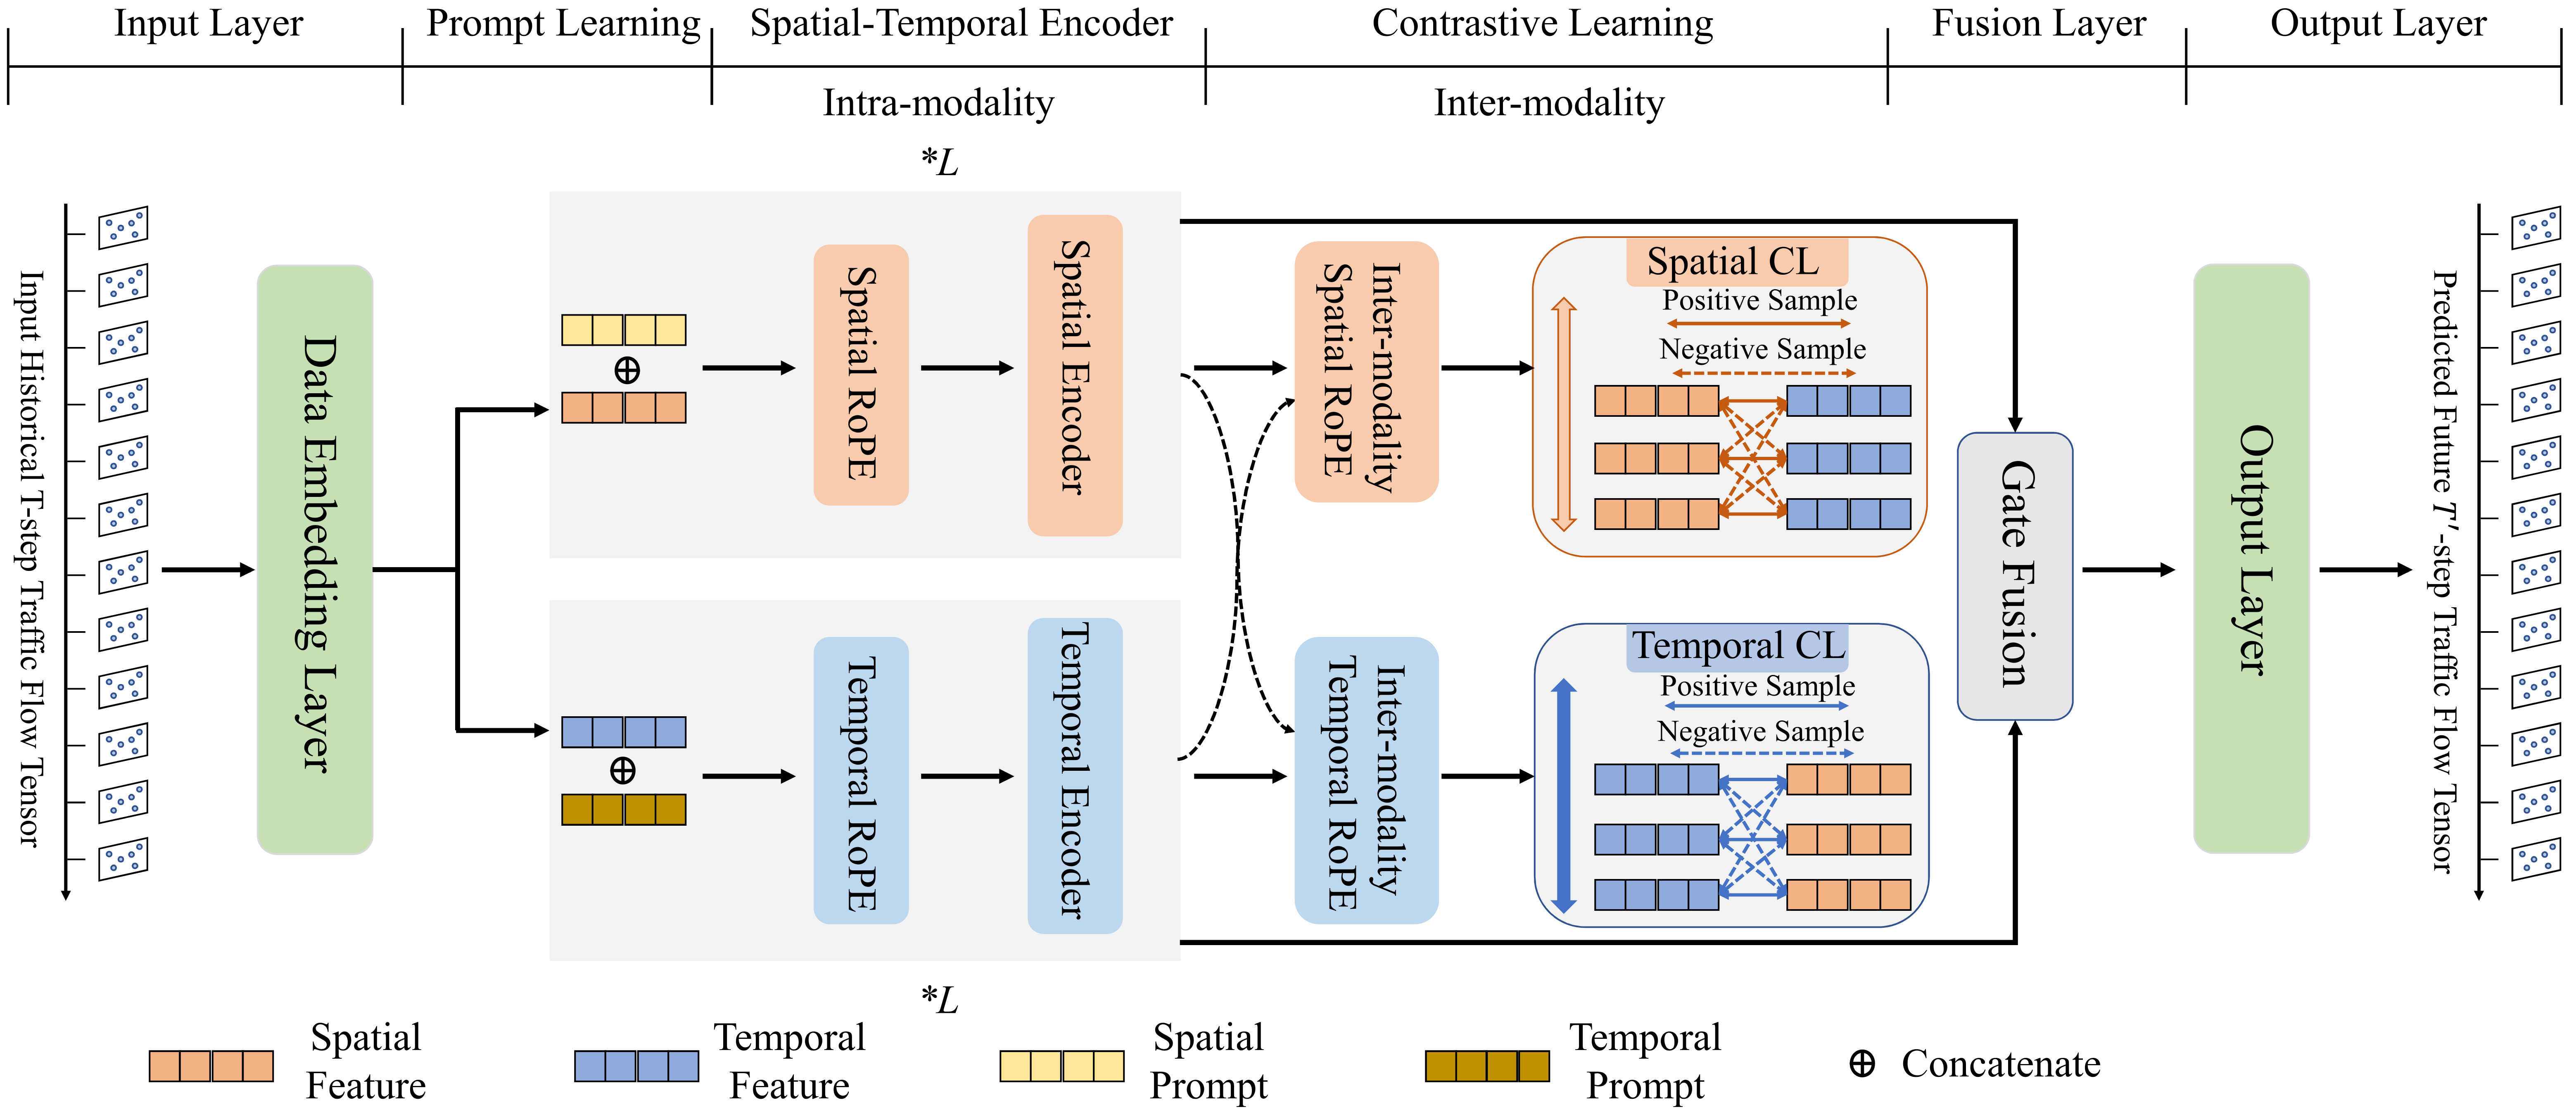 Input Layer
Prompt Learning
Spatial-Temporal Encoder
Contrastive Learning
Fusion Layer
Output Layer
Intra-modality
Inter-modality
*L
Input Historical T-step Traffic Flow Tensor
Data Embedding Layer
⊕
Spatial RoPE
Spatial Encoder
Inter-modality
Spatial RoPE
Spatial CL
Positive Sample
Negative Sample
⊕
Temporal RoPE
Temporal Encoder
Inter-modality
Temporal RoPE
Temporal CL
Positive Sample
Negative Sample
Gate Fusion
Output Layer
Predicted Future T'-step Traffic Flow Tensor
*L
Spatial
Feature
Temporal
Feature
Spatial
Prompt
Temporal
Prompt
⊕ Concatenate